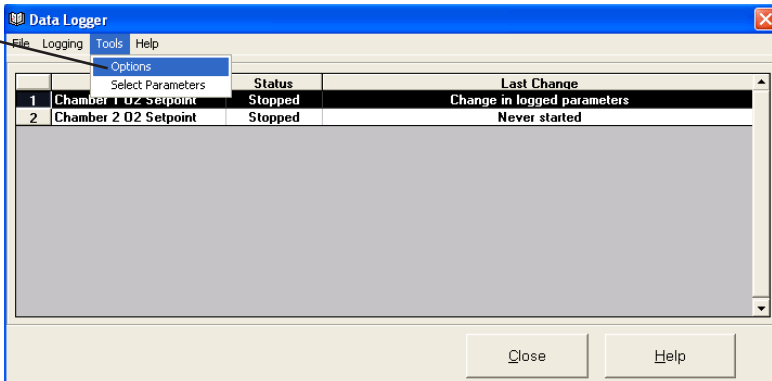 Data Logger
File Logging Tools Help
Options
Select Parameters
Status Last Change
1 Chamber 1 O2 Setpoint Stopped Change in logged parameters
2 Chamber 2 O2 Setpoint Stopped Never started
Close Help